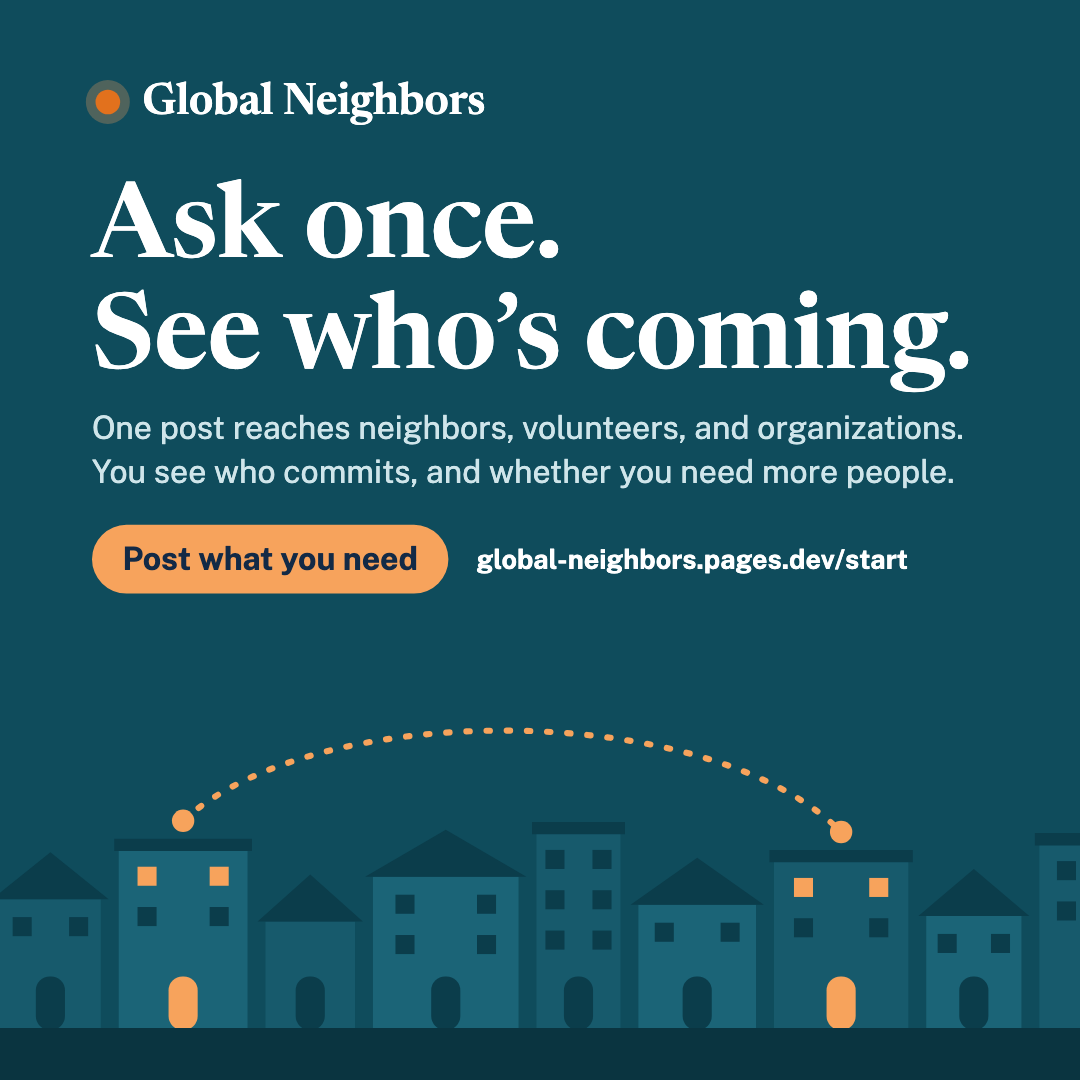 Global Neighbors
Ask once.
See who’s coming.
One post reaches neighbors, volunteers, and organizations.
You see who commits, and whether you need more people.
Post what you need
global-neighbors.pages.dev/start